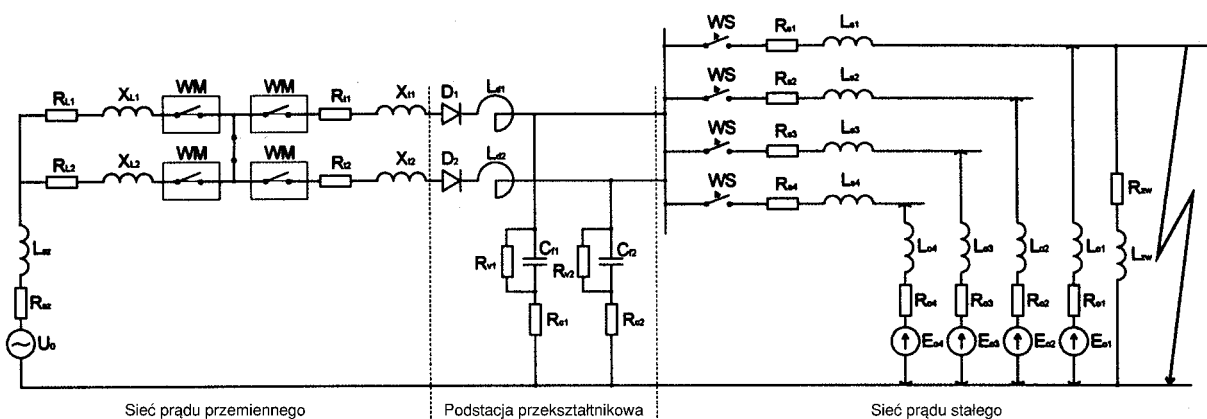 WS Rs1 Ls1
WS Rs2 Ls2
WS Rs3 Ls3
WS Rs4 Ls4
RL1 XL1 WM WM Rt1 Xt1 D1 Ld1
RL2 XL2 WM WM Rt2 Xt2 D2 Ld2
Rzw
Lzw
Lo4 Lo3 Lo2 Lo1
Ro4 Ro3 Ro2 Ro1
Eo4 Eo3 Eo2 Eo1
Rv1 Cf1 Rv2 Cf2
Rc1 Rc2
Lsz
Rsz
Uo
Sieć prądu przemiennego
Podstacja przekształtnikowa
Sieć prądu stałego